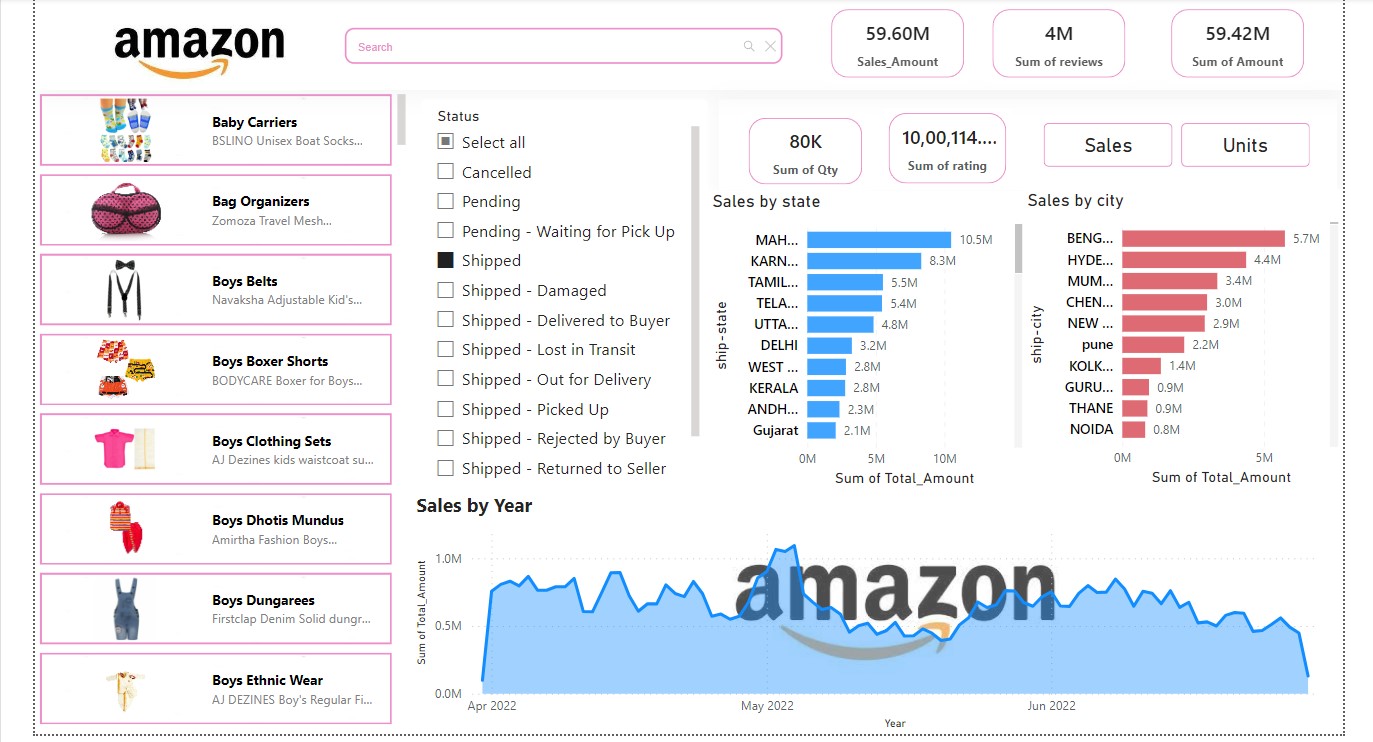 amazon
Search
59.60M
Sales_Amount
4M
Sum of reviews
59.42M
Sum of Amount
Baby Carriers
BSLINO Unisex Boat Socks...
Bag Organizers
Zomoza Travel Mesh...
Boys Belts
Navaksha Adjustable Kid's...
Boys Boxer Shorts
BODYCARE Boxer for Boys...
Boys Clothing Sets
AJ Dezines kids waistcoat su...
Boys Dhotis Mundus
Amirtha Fashion Boys...
Boys Dungarees
Firstclap Denim Solid dungr...
Boys Ethnic Wear
AJ DEZINES Boy's Regular Fi...
Status
Select all
Cancelled
Pending
Pending - Waiting for Pick Up
Shipped
Shipped - Damaged
Shipped - Delivered to Buyer
Shipped - Lost in Transit
Shipped - Out for Delivery
Shipped - Picked Up
Shipped - Rejected by Buyer
Shipped - Returned to Seller
80K
Sum of Qty
10,00,114....
Sum of rating
Sales
Units
Sales by state
ship-state
MAH... 10.5M
KARN... 8.3M
TAMIL... 5.5M
TELA... 5.4M
UTTA... 4.8M
DELHI 3.2M
WEST ... 2.8M
KERALA 2.8M
ANDH... 2.3M
Gujarat 2.1M
0M 5M 10M
Sum of Total_Amount
Sales by city
ship-city
BENG... 5.7M
HYDE... 4.4M
MUM... 3.4M
CHEN... 3.0M
NEW ... 2.9M
pune 2.2M
KOLK... 1.4M
GURU... 0.9M
THANE 0.9M
NOIDA 0.8M
0M 5M
Sum of Total_Amount
Sales by Year
Sum of Total_Amount
1.0M
0.5M
0.0M
amazon
Apr 2022 May 2022 Jun 2022
Year